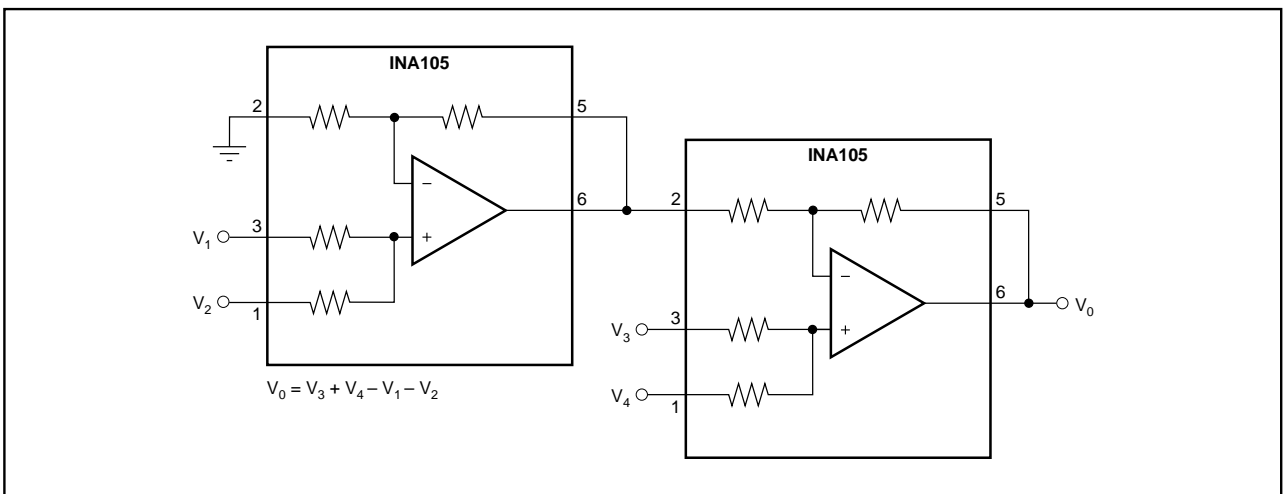 INA105
2
5
−
6
3
V₁
+
V₂
1
V₀ = V₃ + V₄ – V₁ – V₂
INA105
2
5
−
6
V₀
3
V₃
+
V₄
1